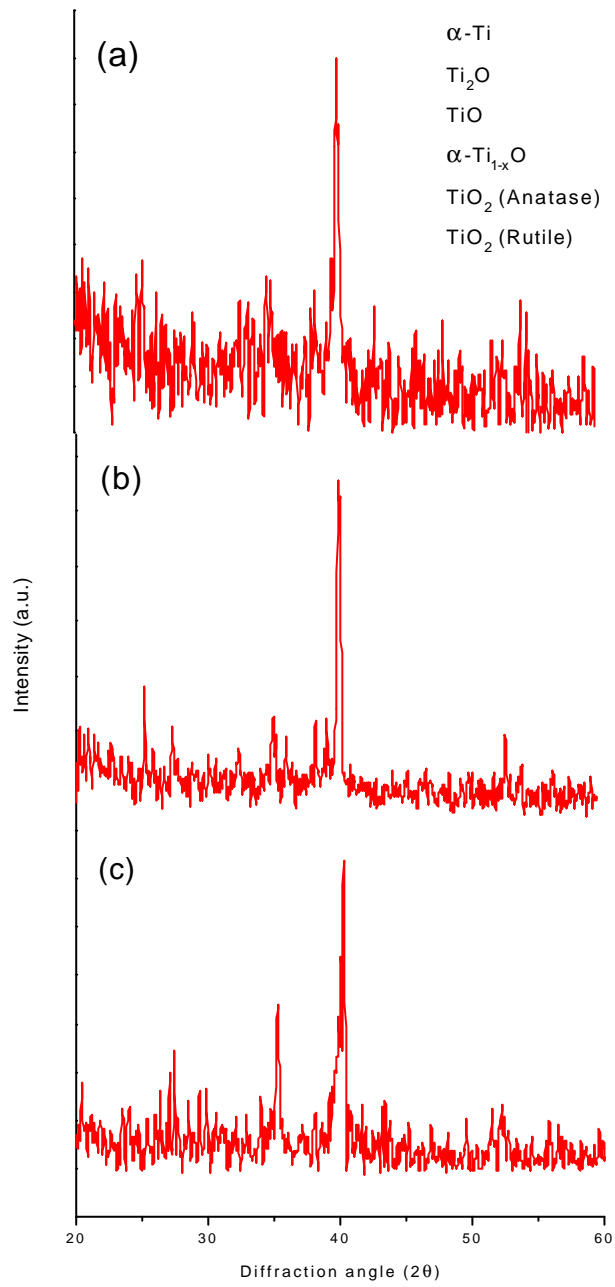 (a)
α-Ti
Ti₂O
TiO
α-Ti₁₋ₓO
TiO₂ (Anatase)
TiO₂ (Rutile)
(b)
Intensity (a.u.)
(c)
20 30 40 50 60
Diffraction angle (2θ)